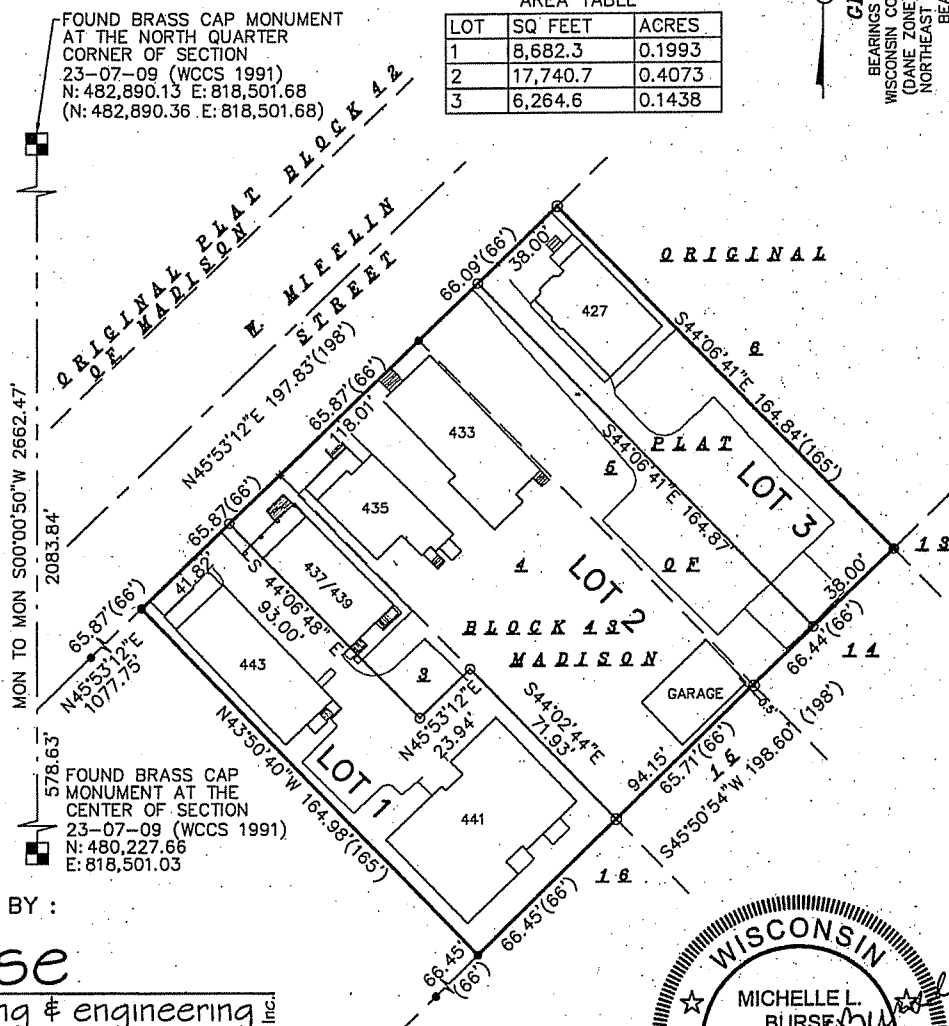 FOUND BRASS CAP MONUMENT
AT THE NORTH QUARTER
CORNER OF SECTION
23-07-09 (WCCS 1991)
N: 482,890.13 E: 818,501.68
(N: 482,890.36 E: 818,501.68)
AREA TABLE
LOT SQ FEET ACRES
1 8,682.3 0.1993
2 17,740.7 0.4073
3 6,264.6 0.1438
BEARINGS
WISCONSIN
(DANE ZONE
NORTHEAST
ORIGINAL PLAT BLOCK 42
OF MADISON
W. MIFFLIN
STREET
N45°53'12"E 197.83'(198')
66.09'(66')
38.00'
65.87'(66')
118.01'
65.87'(66')
41.82'
65.87'(66')
N45°53'12"E
1077.75'
MON TO MON S00°00'50"W 2662.47'
2083.84'
578.63'
ORIGINAL
6
S44°06'41"E 164.84'(165')
427
433
435
437/439
443
441
PLAT
5
S44°06'41"E 164.87'
LOT 3
OF
4
LOT 2
13
38.00'
66.44'(66')
14
S 44°06'48" E
93.00'
BLOCK 43
MADISON
3
GARAGE
0.5'
N45°53'12"E
23.94'
S44°02'44"E
71.93'
94.15'
65.71'(66')
15
S45°50'54"W 198.60' (198')
N43°50'40"W 164.98'(165')
LOT 1
16
66.45'(66')
66.45'
(66')
FOUND BRASS CAP
MONUMENT AT THE
CENTER OF SECTION
23-07-09 (WCCS 1991)
N: 480,227.66
E: 818,501.03
BY :
se
ng & engineering Inc.
WISCONSIN
MICHELLE L.
BURSE